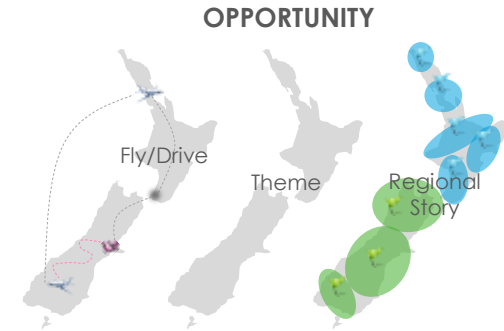 OPPORTUNITY
Fly/Drive
Theme
Regional
Story